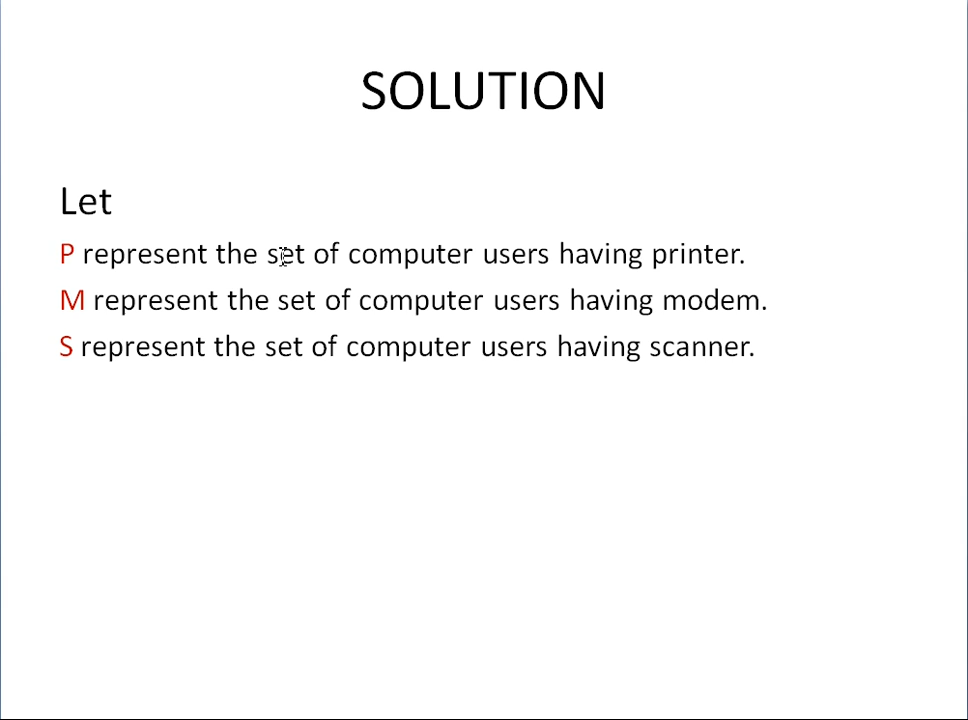 SOLUTION
Let
P represent the set of computer users having printer.
M represent the set of computer users having modem.
S represent the set of computer users having scanner.